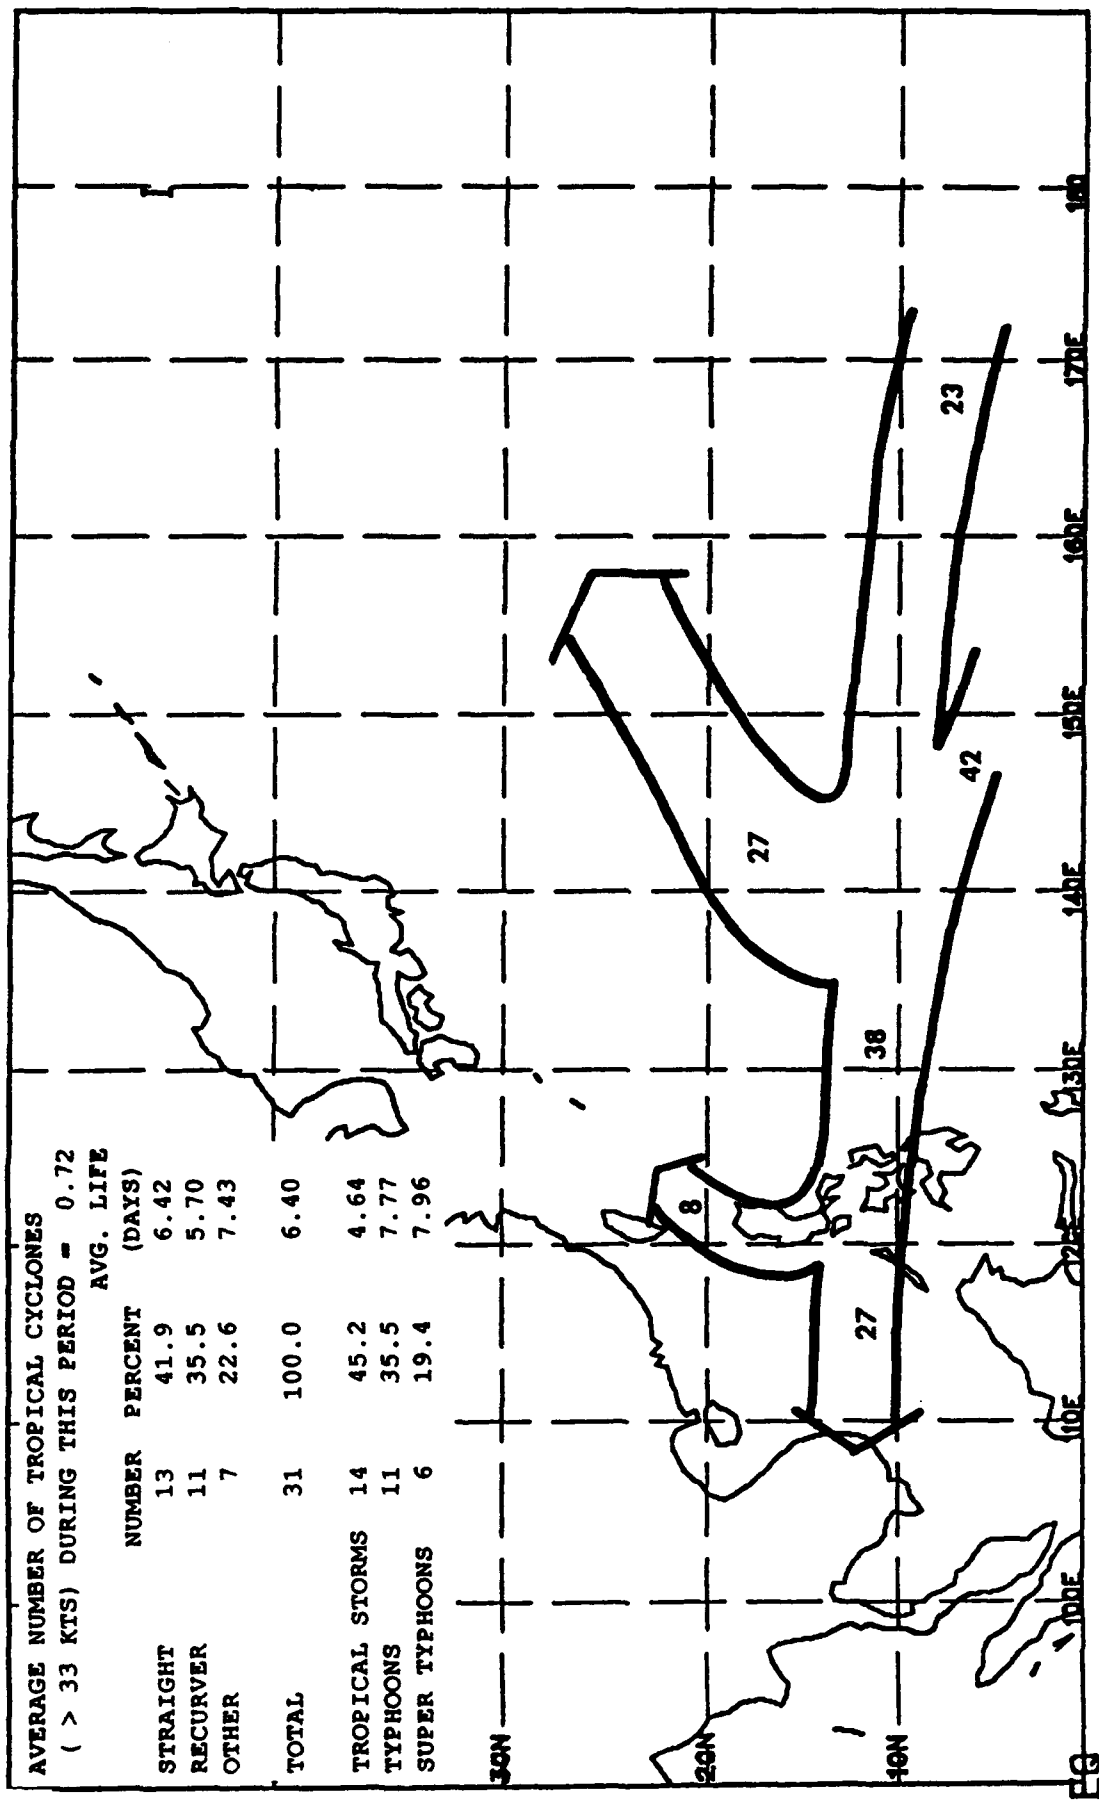 AVERAGE NUMBER OF TROPICAL CYCLONES
( > 33 KTS) DURING THIS PERIOD = 0.72
AVG. LIFE
NUMBER PERCENT (DAYS)
STRAIGHT 13 41.9 6.42
RECURVER 11 35.5 5.70
OTHER 7 22.6 7.43
TOTAL 31 100.0 6.40
TROPICAL STORMS 14 45.2 4.64
TYPHOONS 11 35.5 7.77
SUPER TYPHOONS 6 19.4 7.96
30N
20N
10N
EQ
8
27
27
38
42
23
100E 110E 120E 130E 140E 150E 160E 170E 180